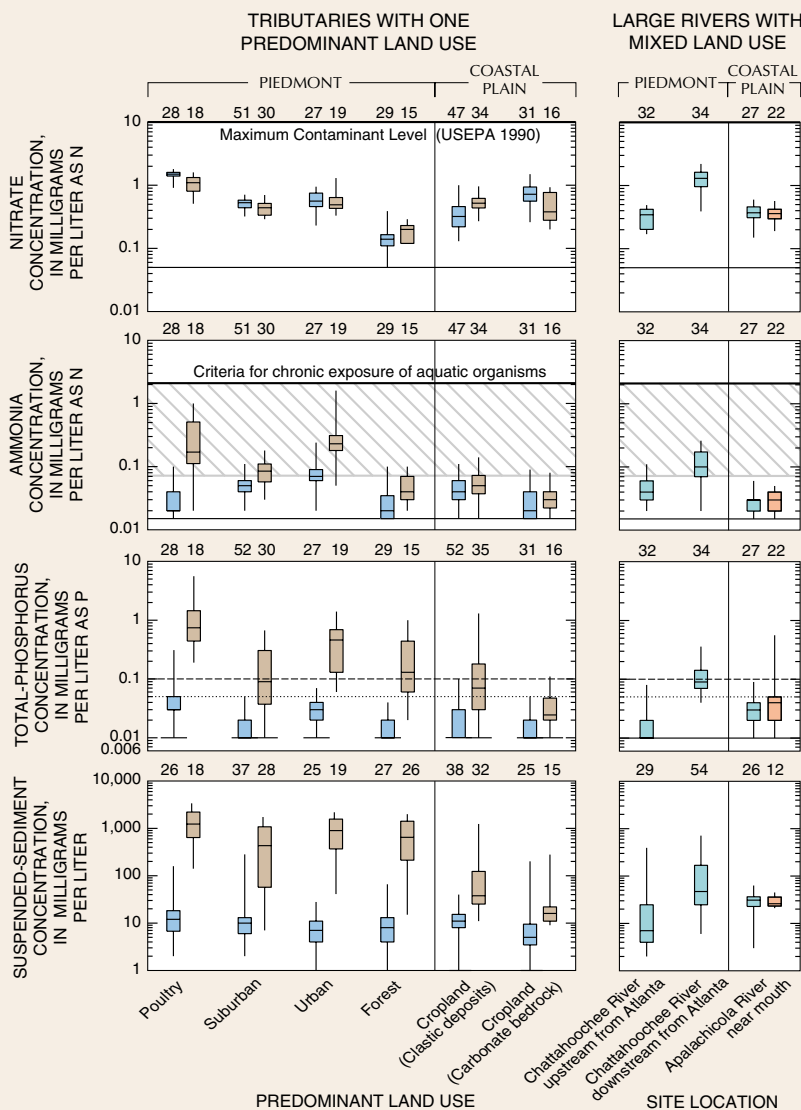 TRIBUTARIES WITH ONE
PREDOMINANT LAND USE
LARGE RIVERS WITH
MIXED LAND USE
PIEDMONT
COASTAL
PLAIN
PIEDMONT
COASTAL
PLAIN
28 18 51 30 27 19 29 15 47 34 31 16 32 34 27 22
NITRATE
CONCENTRATION,
IN MILLIGRAMS
PER LITER AS N
10
1
0.1
0.01
Maximum Contaminant Level (USEPA 1990)
28 18 51 30 27 19 29 15 47 34 31 16 32 34 27 22
AMMONIA
CONCENTRATION,
IN MILLIGRAMS
PER LITER AS N
10
1
0.1
0.01
Criteria for chronic exposure of aquatic organisms
28 18 52 30 27 19 29 15 52 35 31 16 32 34 27 22
TOTAL-PHOSPHORUS
CONCENTRATION,
IN MILLIGRAMS
PER LITER AS P
10
1
0.1
0.01
0.006
26 18 37 28 25 19 27 26 38 32 25 15 29 54 26 12
SUSPENDED-SEDIMENT
CONCENTRATION,
IN MILLIGRAMS
PER LITER
10,000
1,000
100
10
1
Poultry
Suburban
Urban
Forest
Cropland
(Clastic deposits)
Cropland
(Carbonate bedrock)
Chattahoochee River
upstream from Atlanta
Chattahoochee River
downstream from Atlanta
Apalachicola River
near mouth
PREDOMINANT LAND USE
SITE LOCATION